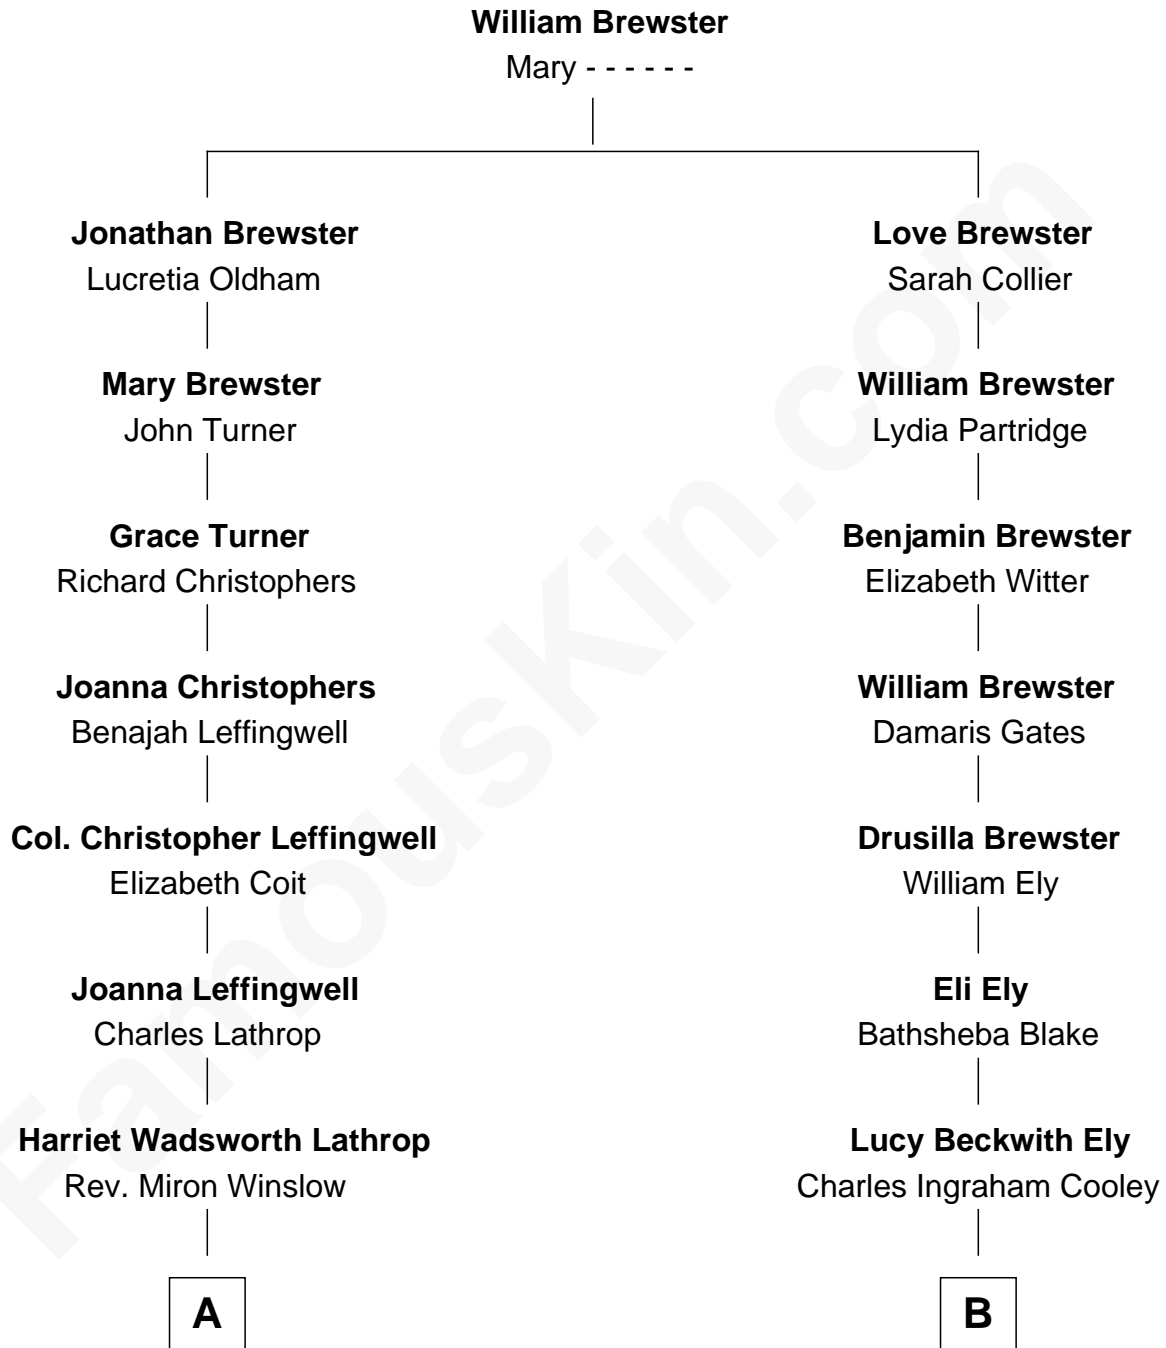 William Brewster
Mary - - - - - -
Jonathan Brewster
Lucretia Oldham
Love Brewster
Sarah Collier
Mary Brewster
John Turner
William Brewster
Lydia Partridge
Grace Turner
Richard Christophers
Benjamin Brewster
Elizabeth Witter
Joanna Christophers
Benajah Leffingwell
William Brewster
Damaris Gates
Col. Christopher Leffingwell
Elizabeth Coit
Drusilla Brewster
William Ely
Joanna Leffingwell
Charles Lathrop
Eli Ely
Bathsheba Blake
Harriet Wadsworth Lathrop
Rev. Miron Winslow
Lucy Beckwith Ely
Charles Ingraham Cooley
A
B
FamousKin.com